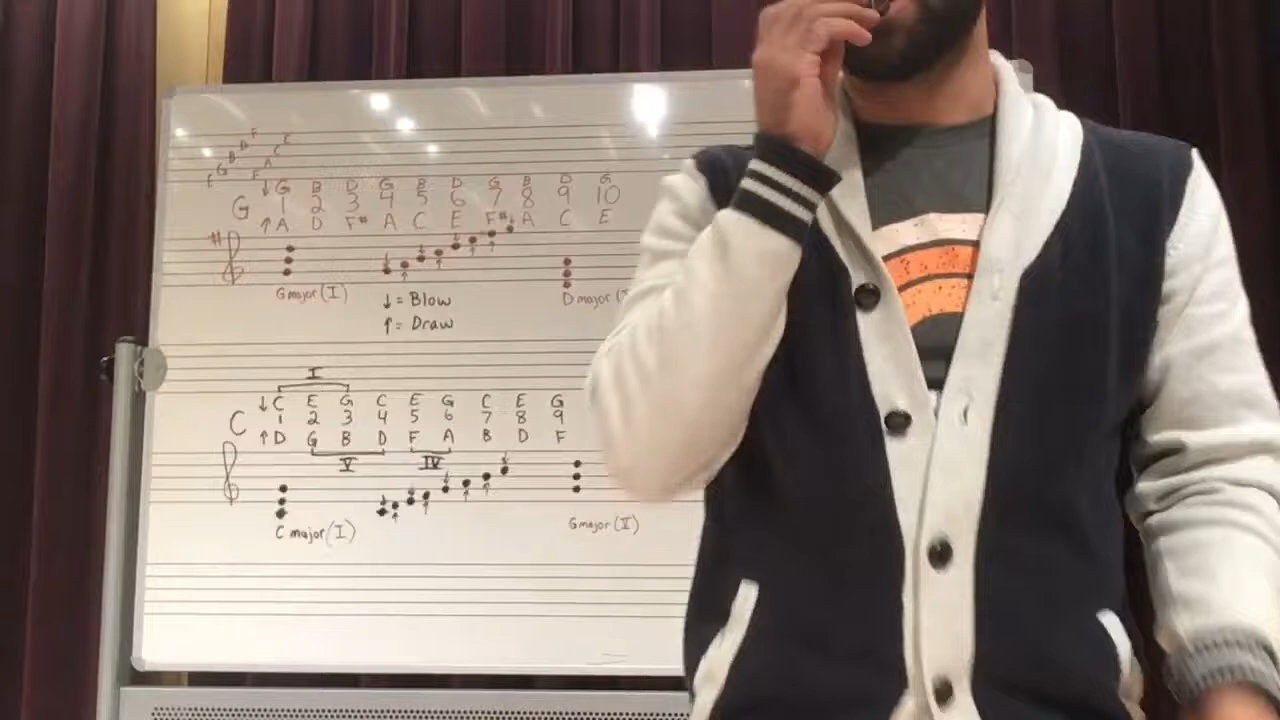 E G B D F
F A C E
↓ G B D G B D G B D G
G 1 2 3 4 5 6 7 8 9 10
↑ A D F# A C E F# A C E
#
G major (I)
D major (
↓ = Blow
↑ = Draw
I
↓ C E G C E G C E G
C 1 2 3 4 5 6 7 8 9
↑ D G B D F A B D F
V IV
C major (I)
G major (V)